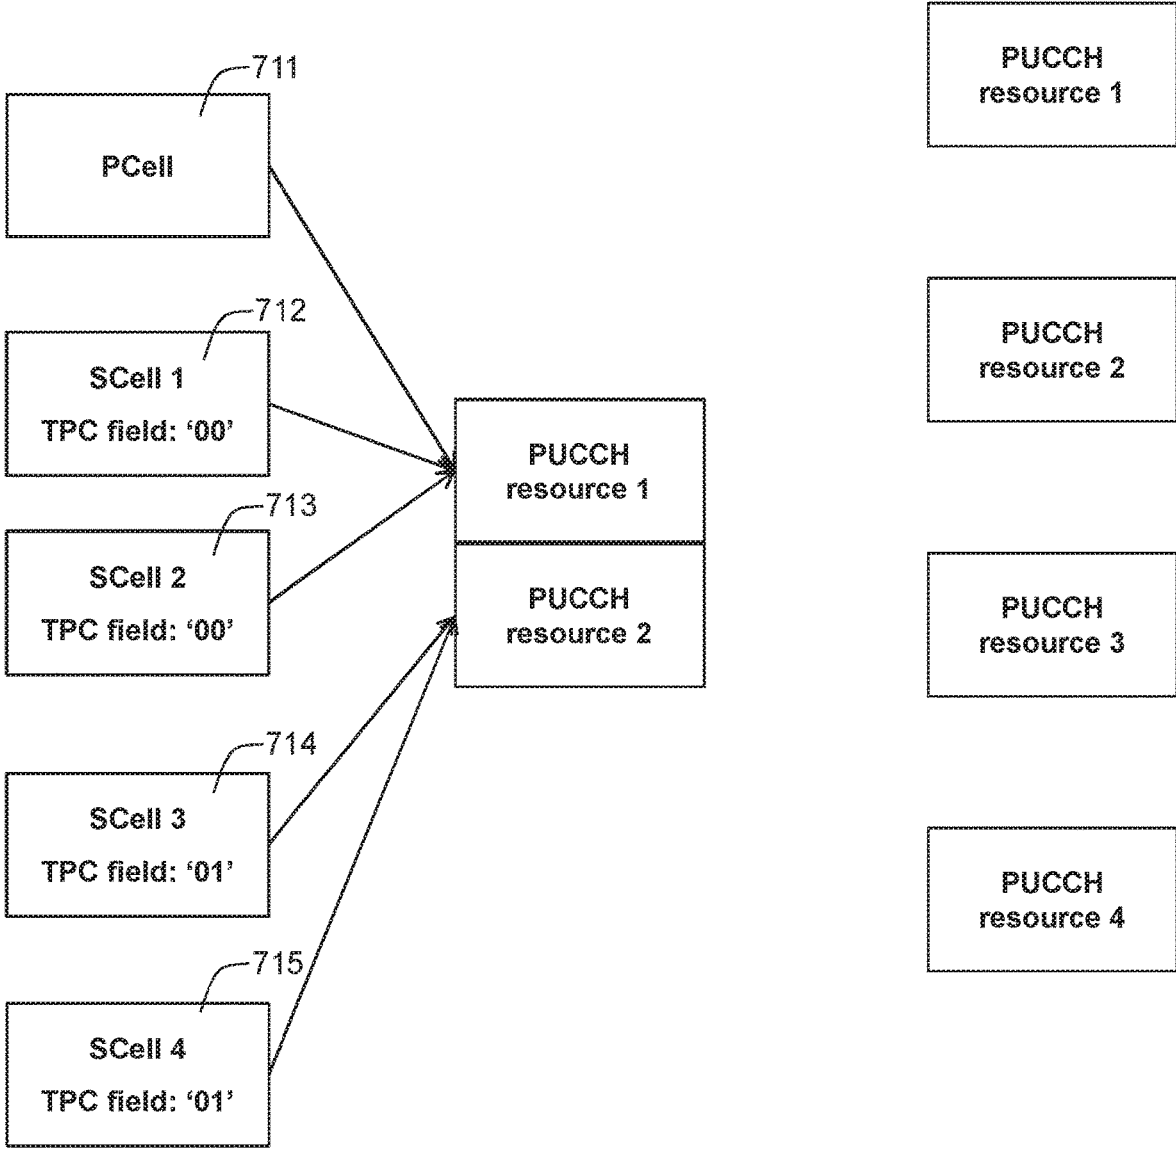 711
PCell
712
SCell 1
TPC field: ‘00’
713
SCell 2
TPC field: ‘00’
714
SCell 3
TPC field: ‘01’
715
SCell 4
TPC field: ‘01’
PUCCH
resource 1
PUCCH
resource 2
PUCCH
resource 1
PUCCH
resource 2
PUCCH
resource 3
PUCCH
resource 4